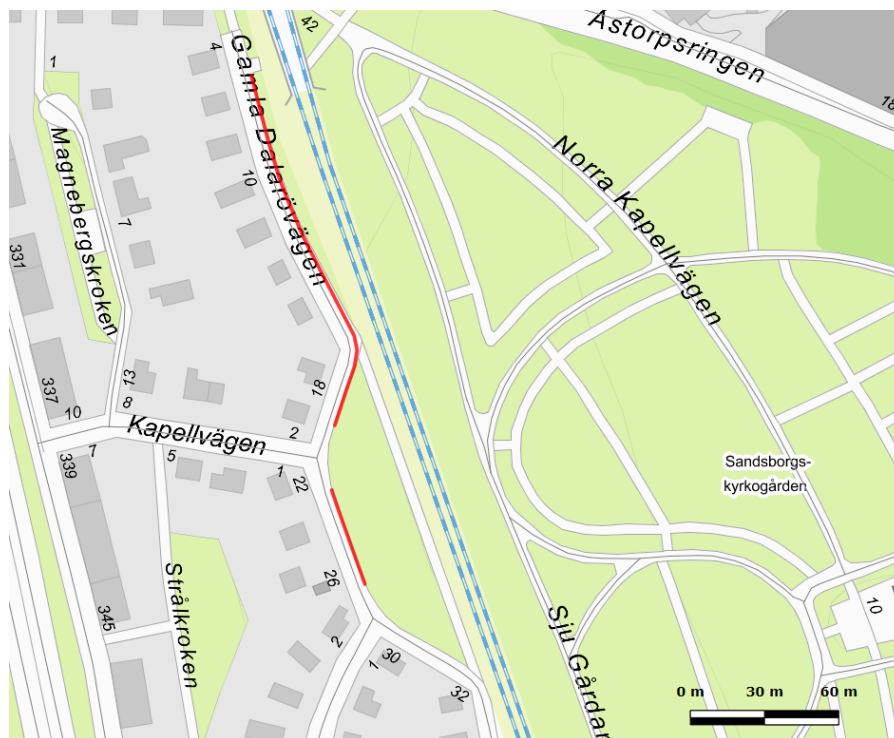 42
Åstorpsringen
18
4
Gamla Dalarövägen
1
Magnebergskroken
Norra Kapellvägen
10
7
331
337
13
18
10
8
2
Kapellvägen
7
5
1
22
339
Sandsborgs-
kyrkogården
Strålkroken
26
345
2
1
30
32
Sju Gårdar
10
0 m 30 m 60 m